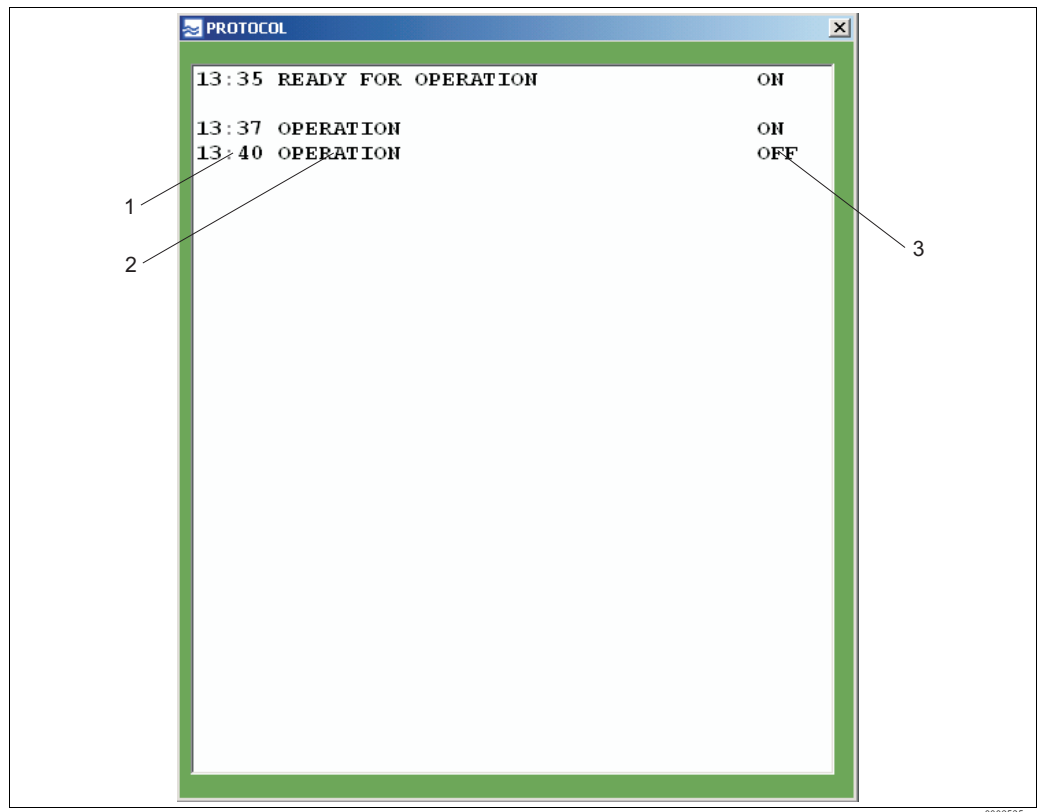 PROTOCOL
13:35 READY FOR OPERATION ON
13:37 OPERATION ON
13:40 OPERATION OFF
1
2
3